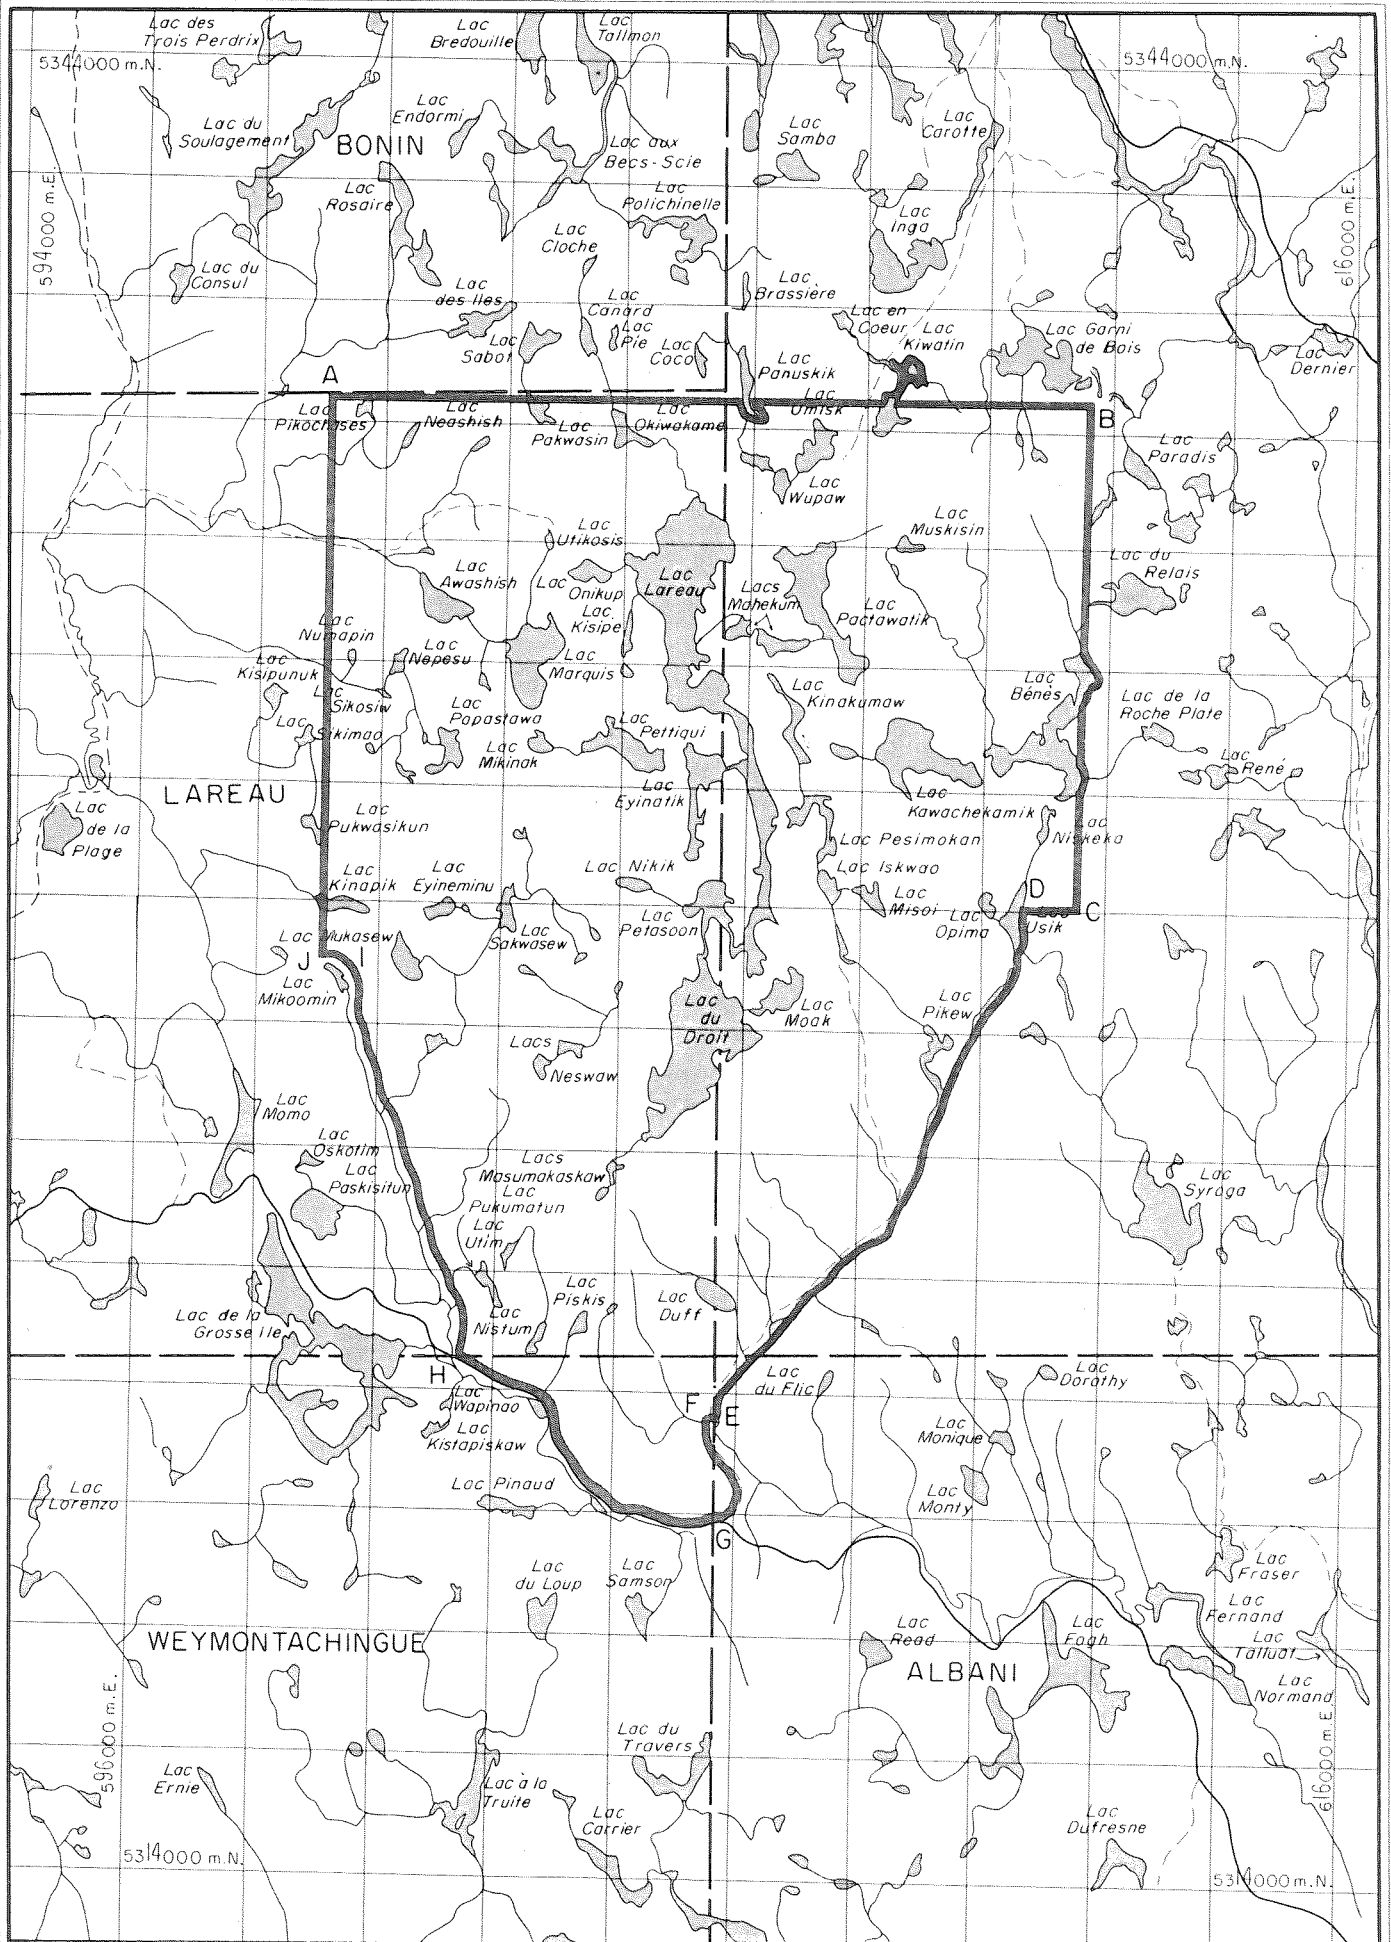 Lac des
Trois Perdrix
Lac
Bredouille
Lac
Tallmon
5344000 m.N.
5344000 m.N.
Lac
Endormi
Lac du
Soulagement
BONIN
Lac aux
Becs-Scie
Lac
Samba
Lac
Carotte
594000 m.E.
616000 m.E.
Lac
Rosaire
Lac
Polichinelle
Lac
Inga
Lac
Cloche
Lac du
Consul
Lac
des Iles
Lac
Canard
Lac
Brassière
Lac
Sabot
Lac
Pie
Lac
Coco
Lac en
Coeur
Lac
Kiwatin
Lac Garni
de Bois
Lac
Dernier
Lac
Panuskik
A
Lac
Pikochises
Lac
Neashish
Lac
Pakwasin
Lac
Okiwakame
Lac
Umisk
B
Lac
Paradis
Lac
Wupaw
Lac
Utikosis
Lac
Muskisin
Lac
Awashish
Lac
Onikup
Lac
Lareau
Lac du
Relais
Lacs
Mahekum
Lac
Kisipe
Lac
Pactawatik
Lac
Numapin
Lac
Nepesu
Lac
Marquis
Lac
Kisipunuk
Lac
Sikosiw
Lac
Kinakumaw
Lac
Bénès
Lac de la
Roche Plate
Lac
Sikimao
Lac
Papastawa
Lac
Mikinak
Lac
Pettiqui
Lac
René
LAREAU
Lac
Eyinatik
Lac
Kawachekamik
Lac
de la
Plage
Lac
Pukwasikun
Lac Pesimokan
Lac
Niskeka
Lac
Kinapik
Lac
Eyineminu
Lac Nikik
Lac Iskwao
Lac
Misoi
D
C
Lac
Opima
Lac
Usik
Lac
Petasoon
Lac
Sakwasew
Lac
Mukasew
J
I
Lac
Mikoomin
Lac
du
Droit
Lac
Moak
Lac
Pikew
Lacs
Neswaw
Lac
Momo
Lac
Oskotim
Lac
Paskisitun
Lacs
Masumakaskaw
Lac
Pukumatun
Lac
Utim
Lac
Syraga
Lac
Piskis
Lac
Duff
Lac de la
Grosse Ile
Lac
Nistum
H
Lac
Wapinao
Lac
du Flic
Lac
Dorothy
F
E
Lac
Kistapiskaw
Lac
Monique
Lac
Lorenzo
Lac Pinaud
Lac
Monty
G
Lac
du Loup
Lac
Samson
Lac
Fraser
Lac
Fernand
WEYMONTACHINGUE
Lac
Read
Lac
Fogh
Lac
Talluat
ALBANI
Lac
Normand
596000 m.E.
616000 m.E.
Lac du
Travers
Lac
Ernie
Lac à la
Truite
Lac
Carrier
Lac
Dufresne
5314000 m.N.
5314000 m.N.